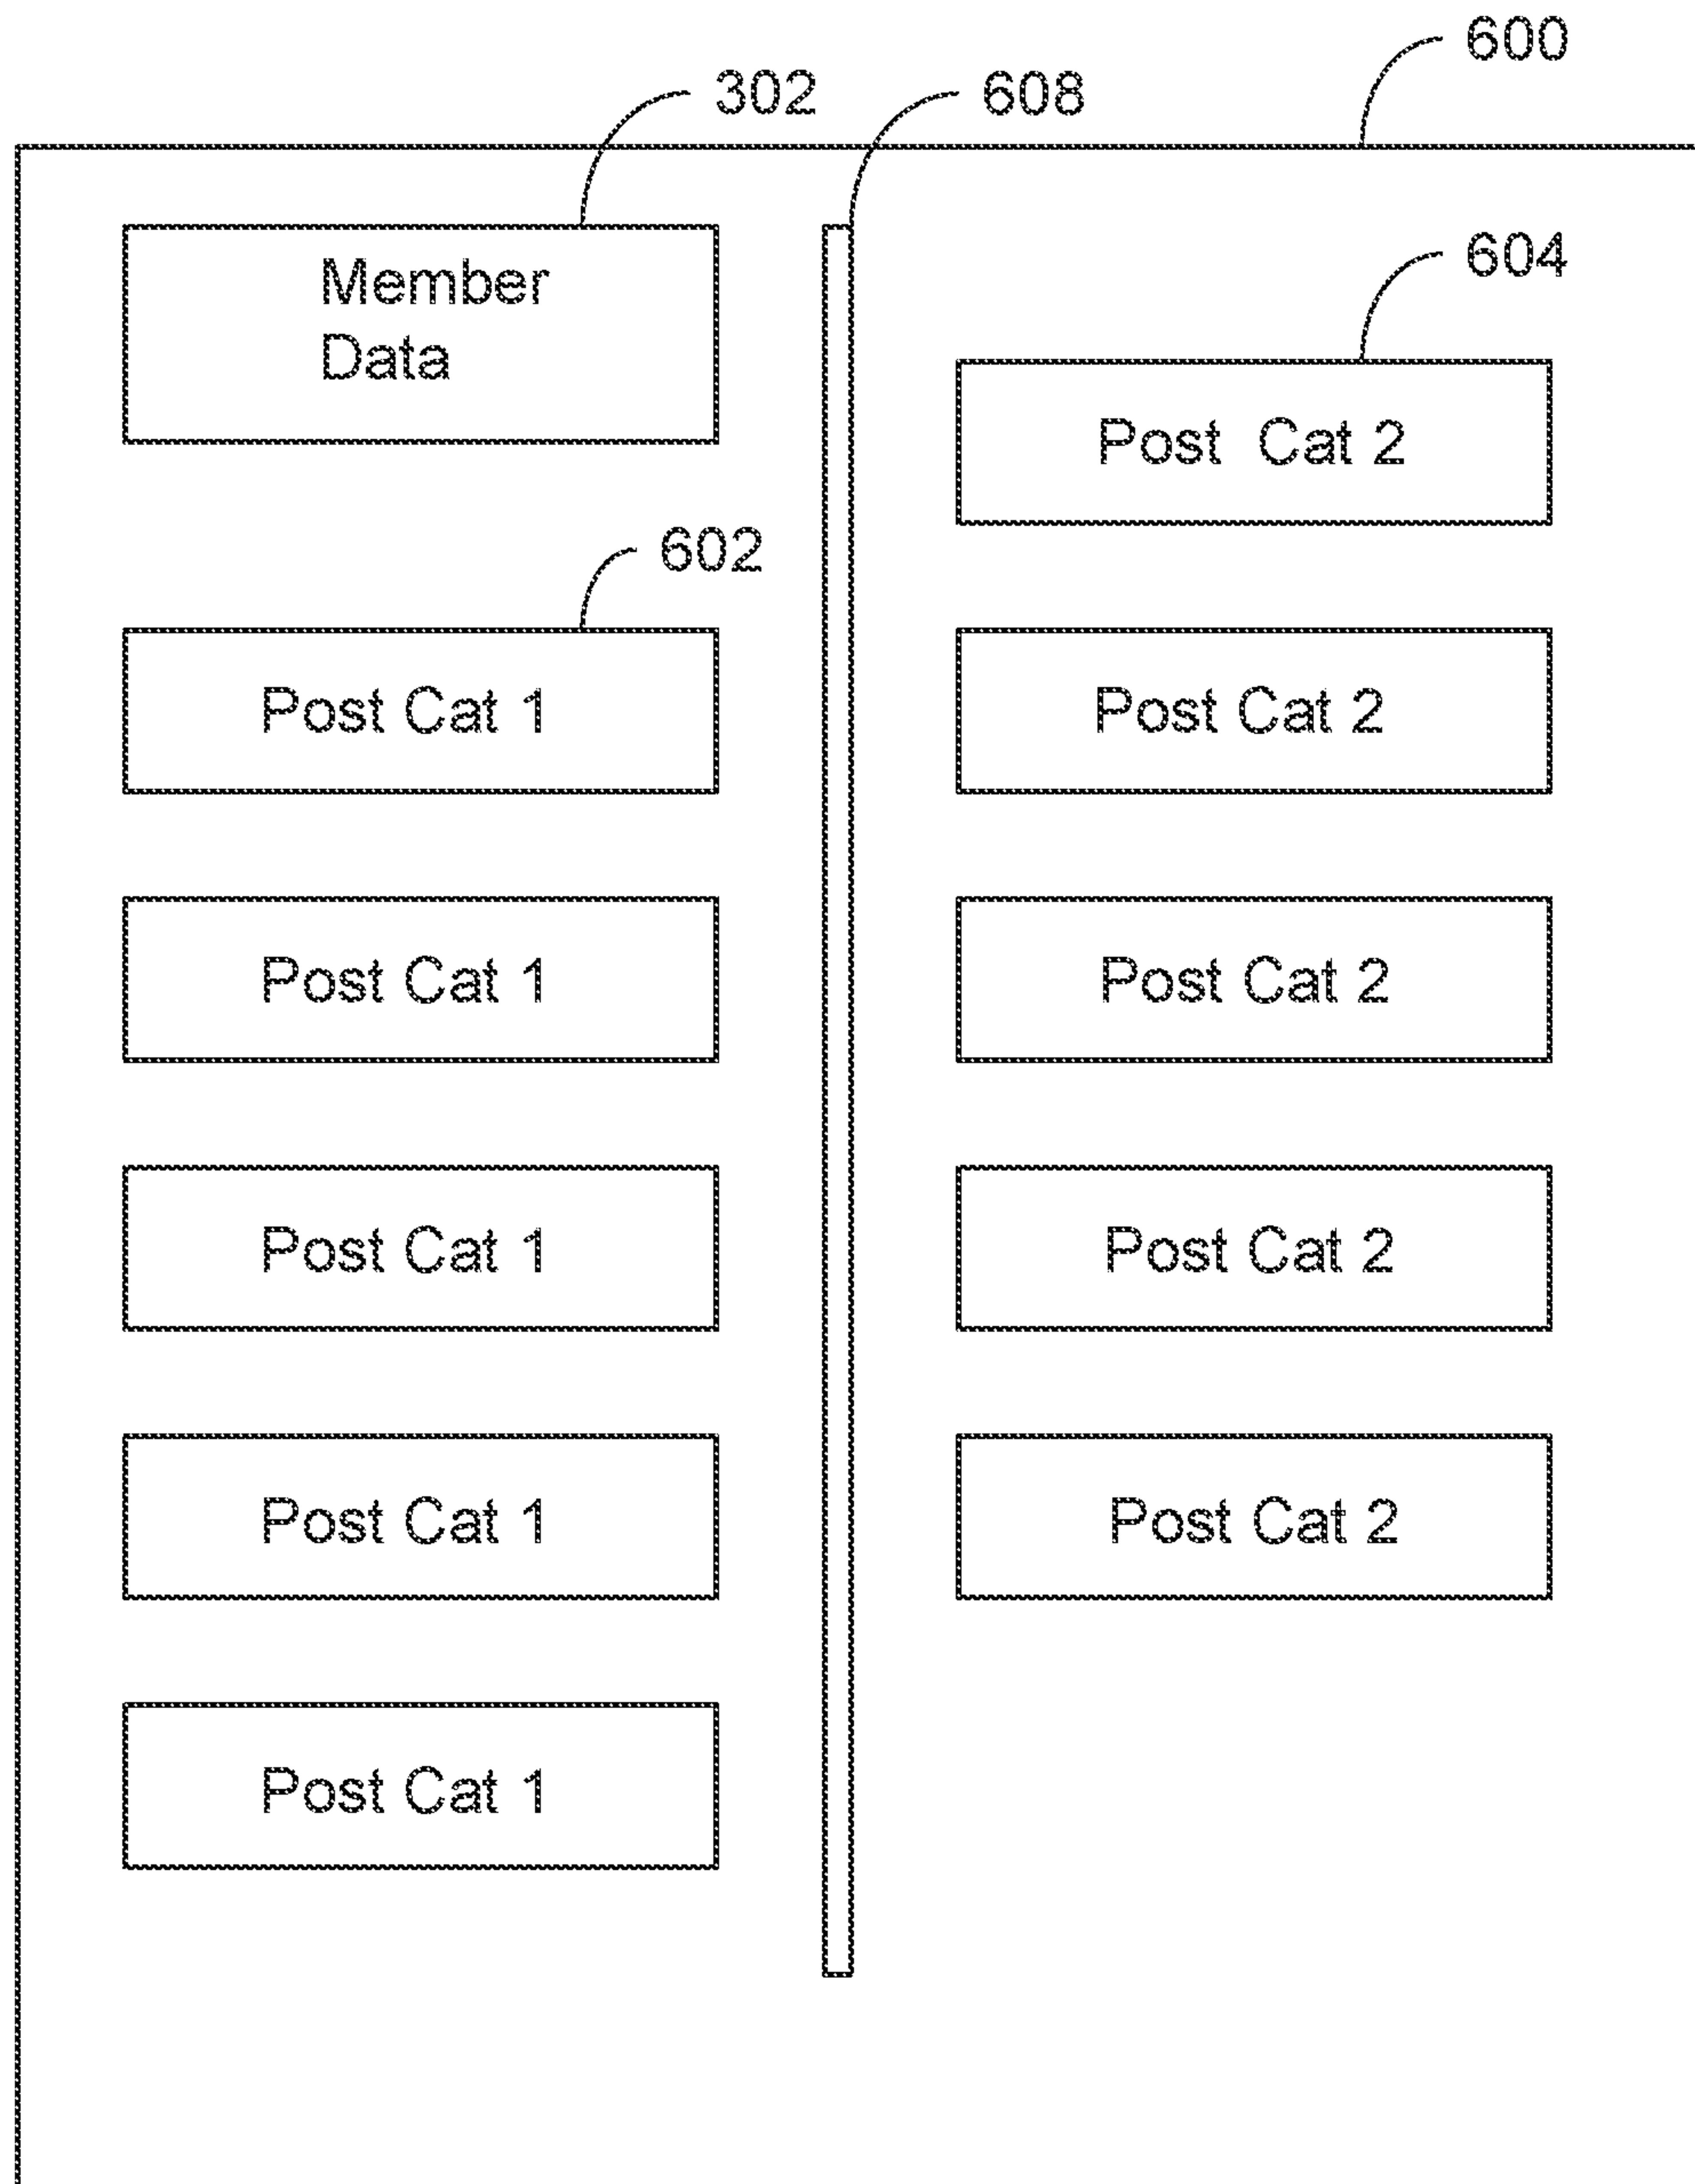 600
302
608
Member
Data
604
Post  Cat 2
602
Post Cat 1
Post Cat 2
Post Cat 1
Post Cat 2
Post Cat 1
Post Cat 2
Post Cat 1
Post Cat 2
Post Cat 1